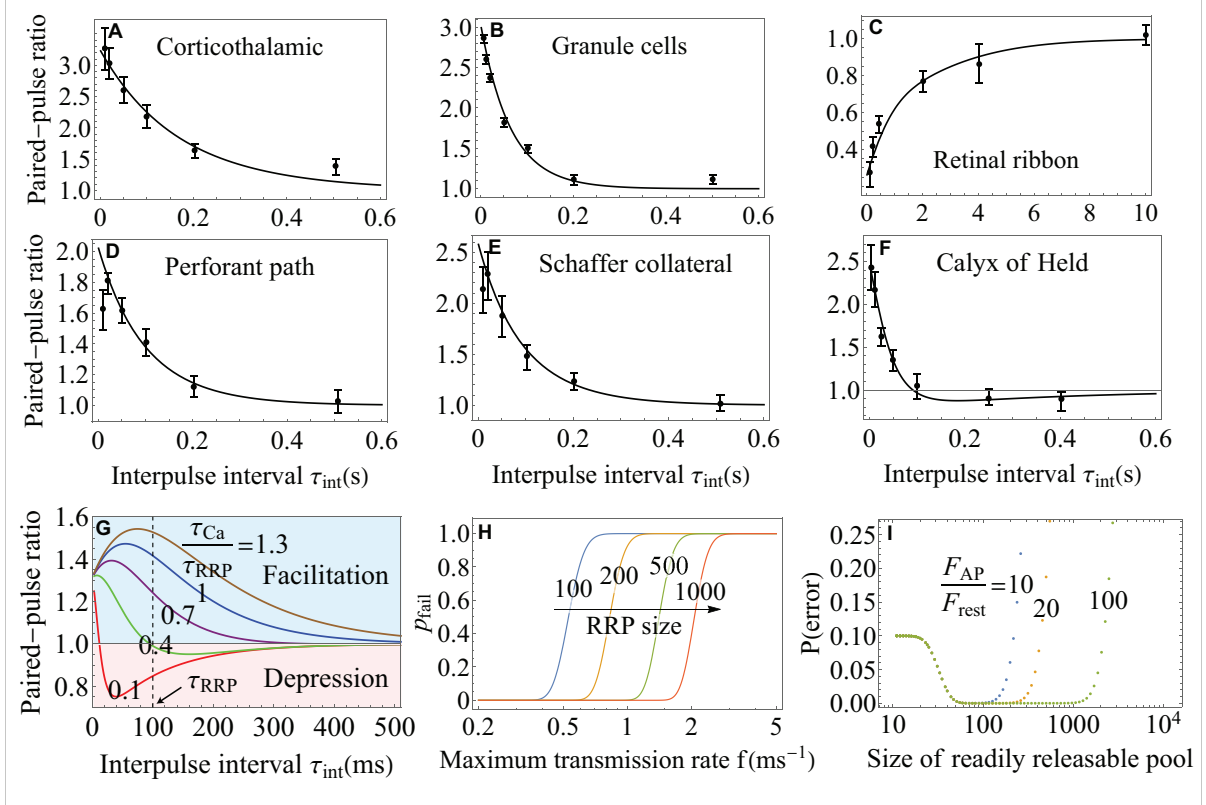 A
Corticothalamic
Paired-pulse ratio
3.0
2.5
2.0
1.5
1.0
0
0.2
0.4
0.6
B
Granule cells
3.0
2.5
2.0
1.5
1.0
0
0.2
0.4
0.6
C
Retinal ribbon
1.0
0.8
0.6
0.4
0
2
4
6
8
10
D
Perforant path
Paired-pulse ratio
2.0
1.8
1.6
1.4
1.2
1.0
0
0.2
0.4
0.6
Interpulse interval τint(s)
E
Schaffer collateral
2.5
2.0
1.5
1.0
0
0.2
0.4
0.6
Interpulse interval τint(s)
F
Calyx of Held
2.5
2.0
1.5
1.0
0.0
0.2
0.4
0.6
Interpulse interval τint(s)
G
Paired-pulse ratio
1.6
1.4
1.2
1.0
0.8
τCa
τRRP
=1.3
Facilitation
1
0.7
0.4
0.1
τRRP
Depression
0
100
200
300
400
500
Interpulse interval τint(ms)
H
pfail
1.0
0.8
0.6
0.4
0.2
0
100
200
500
1000
RRP size
0.2
0.5
1
2
5
Maximum transmission rate f(ms⁻¹)
I
P(error)
0.25
0.20
0.15
0.10
0.05
0.00
FAP
Frest
=10
20
100
10
100
1000
10⁴
Size of readily releasable pool